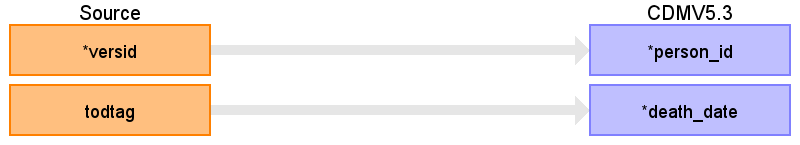 Source CDMV5.3
*versid *person_id
todtag *death_date